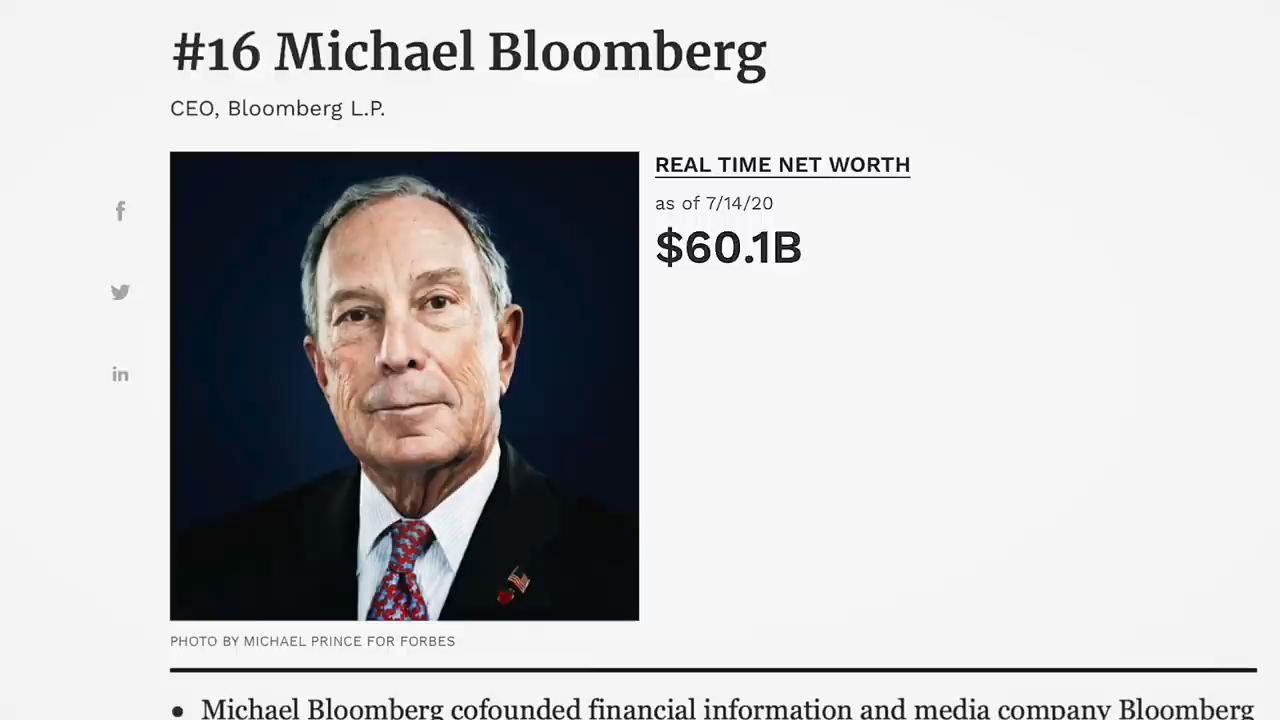 #16 Michael Bloomberg
CEO, Bloomberg L.P.
REAL TIME NET WORTH
as of 7/14/20
$60.1B
f
in
PHOTO BY MICHAEL PRINCE FOR FORBES
• Michael Bloomberg cofounded financial information and media company Bloomberg